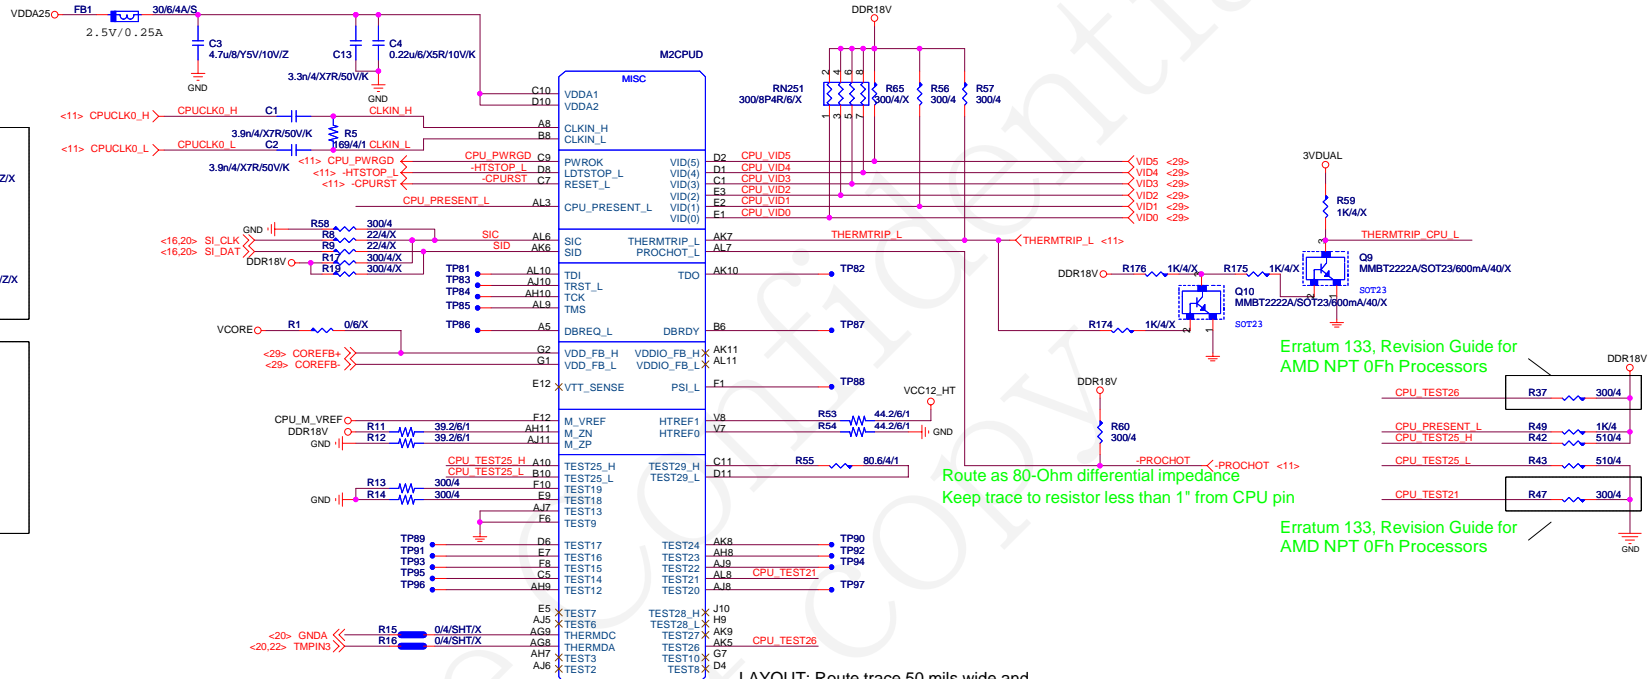 VDDA25
FB1
30/6/4A/S
2.5V/0.25A
C3
4.7u/8/Y5V/10V/Z
GND
C13
C4
0.22u/6/X5R/10V/K
3.3n/4/X7R/50V/K
GND
M2CPUD
MISC
DDR18V
RN251
300/8P4R/6/X
2
4
6
8
1
3
5
7
R65
300/4/X
R56
300/4
R57
300/4
<11> CPUCLK0_H
CPUCLK0_H
C1
CLKIN_H
3.9n/4/X7R/50V/K
R5
169/4/1
<11> CPUCLK0_L
CPUCLK0_L
C2
CLKIN_L
3.9n/4/X7R/50V/K
<11> CPU_PWRGD
CPU_PWRGD
<11> -HTSTOP_L
-HTSTOP_L
<11> -CPURST
-CPURST
CPU_PRESENT_L
C10 VDDA1
D10 VDDA2
A8 CLKIN_H
B8 CLKIN_L
C9 PWROK
D8 LDTSTOP_L
C7 RESET_L
AL3 CPU_PRESENT_L
VID(5) D2 CPU_VID5
VID(4) D1 CPU_VID4
VID(3) C1 CPU_VID3
VID(2) E3 CPU_VID2
VID(1) E2 CPU_VID1
VID(0) E1 CPU_VID0
VID5 <29>
VID4 <29>
VID3 <29>
VID2 <29>
VID1 <29>
VID0 <29>
3VDUAL
R59
1K/4/X
Z/X
GND
R58
300/4
<16,20> SI_CLK
R8
22/4/X
SIC
<16,20> SI_DAT
R9
22/4/X
SID
DDR18V
R17
300/4/X
R19
300/4/X
AL6 SIC
AK6 SID
THERMTRIP_L AK7
PROCHOT_L AL7
THERMTRIP_L
THERMTRIP_L <11>
3
THERMTRIP_CPU_L
Q9
MMBT2222A/SOT23/600mA/40/X
SOT23
2
1
DDR18V
R176
1K/4/X
R175
1K/4/X
Q10
MMBT2222A/SOT23/600mA/40/X
SOT23
R174
1K/4/X
2
1
/Z/X
TP81
TP83
TP84
TP85
TP86
AL10 TDI
AJ10 TRST_L
AH10 TCK
AL9 TMS
A5 DBREQ_L
TDO AK10
TP82
DBRDY B6
TP87
VCORE
R1
0/6/X
<29> COREFB+
<29> COREFB-
G2 VDD_FB_H
G1 VDD_FB_L
VDDIO_FB_H AK11
VDDIO_FB_L AL11
E12 VTT_SENSE
PSI_L F1
TP88
VCC12_HT
CPU_M_VREF
DDR18V
R11
39.2/6/1
GND
R12
39.2/6/1
F12 M_VREF
AH11 M_ZN
AJ11 M_ZP
HTREF1 V8
HTREF0 V7
R53
44.2/6/1
R54
44.2/6/1
GND
DDR18V
R60
300/4
-PROCHOT
-PROCHOT <11>
CPU_TEST25_H
CPU_TEST25_L
A10 TEST25_H
B10 TEST25_L
R13
300/4
GND
R14
300/4
F10 TEST19
E9 TEST18
AJ7 TEST13
F6 TEST9
TEST29_H C11
TEST29_L D11
R55
80.6/4/1
Route as 80-Ohm differential impedance
Keep trace to resistor less than 1" from CPU pin
Erratum 133, Revision Guide for
AMD NPT 0Fh Processors
DDR18V
CPU_TEST26
R37
300/4
CPU_PRESENT_L
R49
1K/4
CPU_TEST25_H
R42
510/4
CPU_TEST25_L
R43
510/4
CPU_TEST21
R47
300/4
Erratum 133, Revision Guide for
AMD NPT 0Fh Processors
GND
TP89
TP91
TP93
TP95
TP96
D6 TEST17
E7 TEST16
F8 TEST15
C5 TEST14
AH9 TEST12
TEST24 AK8
TEST23 AH8
TEST22 AJ9
TEST21 AL8 CPU_TEST21
TEST20 AJ8
TP90
TP92
TP94
TP97
E5 TEST7
AJ5 TEST6
AG9 THERMDC
AG8 THERMDA
AH7 TEST3
AJ6 TEST2
<20> GNDA
R15
0/4/SHT/X
<20,22> TMPIN3
R16
0/4/SHT/X
TEST28_H J10
TEST28_L H9
TEST27 AK9
TEST26 AK5 CPU_TEST26
TEST10 G7
TEST8 D4
LAYOUT: Route trace 50 mils wide and
Confidential
Copy